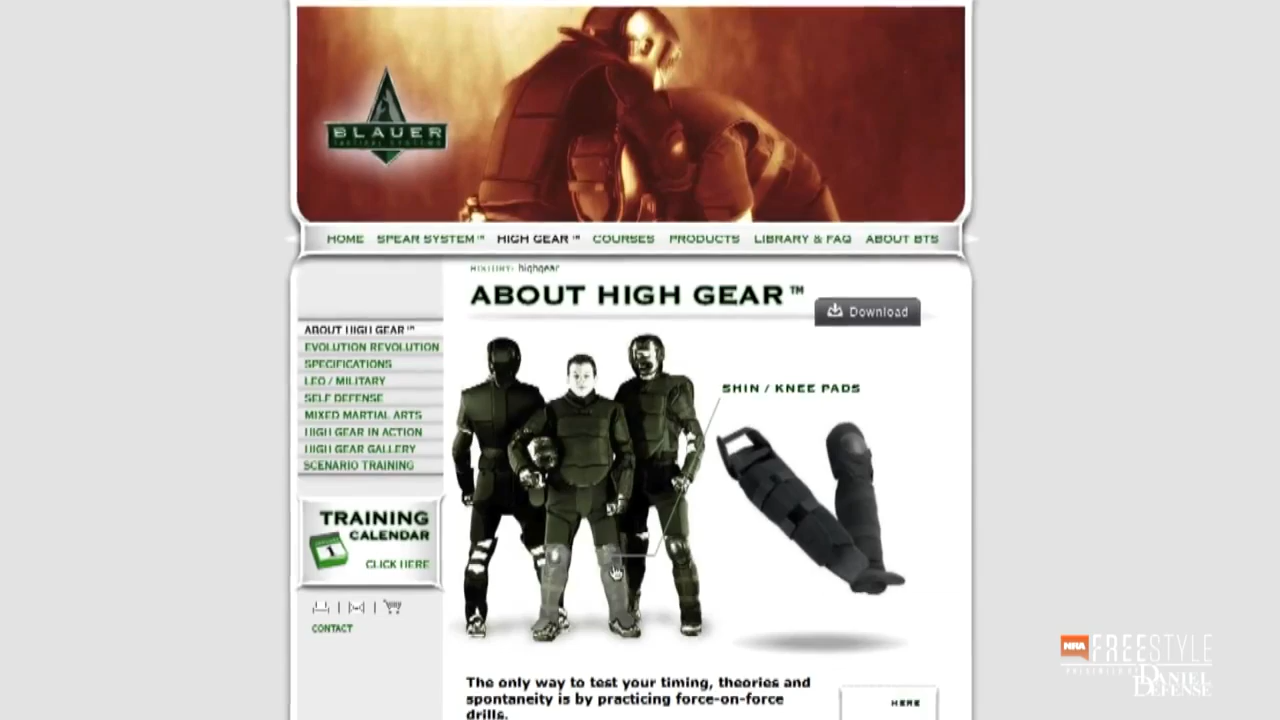 BLAUER
TACTICAL SYSTEMS
HOME SPEAR SYSTEM™ HIGH GEAR™ COURSES PRODUCTS LIBRARY & FAQ ABOUT BTS
HISTORY: highgear
ABOUT HIGH GEAR™
Download
ABOUT HIGH GEAR™
EVOLUTION REVOLUTION
SPECIFICATIONS
LEO / MILITARY
SELF DEFENSE
MIXED MARTIAL ARTS
HIGH GEAR IN ACTION
HIGH GEAR GALLERY
SCENARIO TRAINING
SHIN / KNEE PADS
TRAINING
CALENDAR
1
CLICK HERE
CONTACT
The only way to test your timing, theories and
spontaneity is by practicing force-on-force
drills.
HERE
NRA FREESTYLE
PRESENTED BY DANIEL
DEFENSE